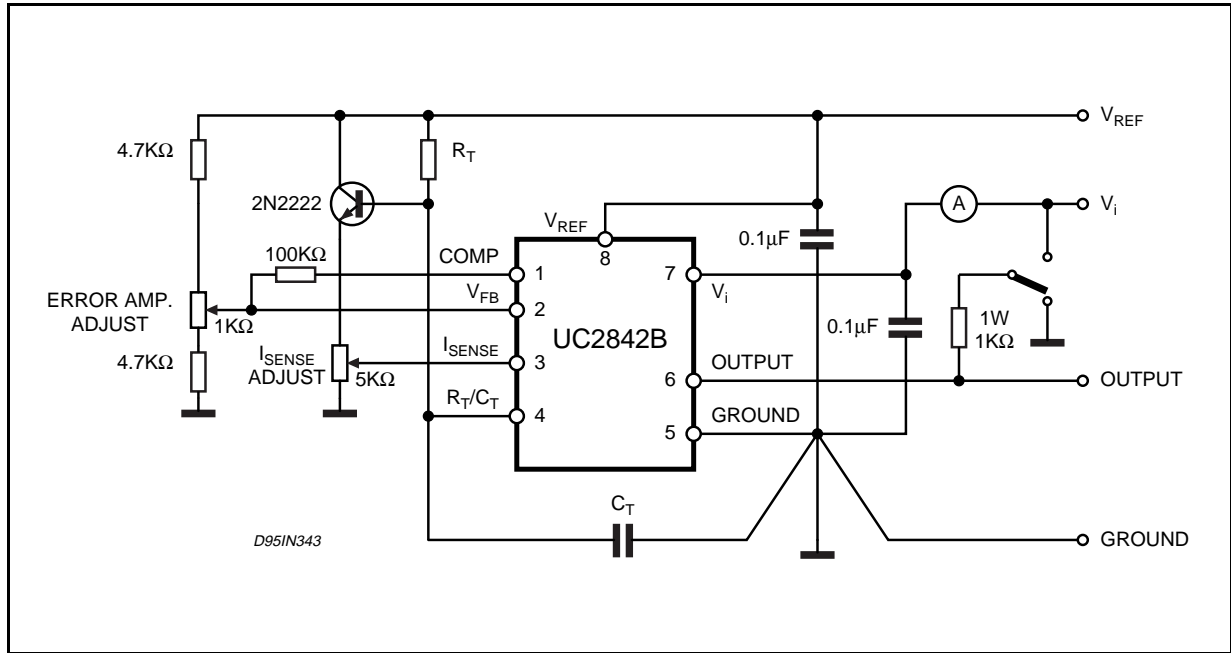 V_REF
4.7KΩ
R_T
2N2222
A
V_i
V_REF
8
0.1µF
100KΩ
COMP
1
7
V_i
ERROR AMP.
ADJUST
1KΩ
V_FB
2
UC2842B
0.1µF
1W
1KΩ
4.7KΩ
I_SENSE
ADJUST
5KΩ
I_SENSE
3
OUTPUT
6
OUTPUT
R_T/C_T
4
GROUND
5
C_T
D95IN343
GROUND